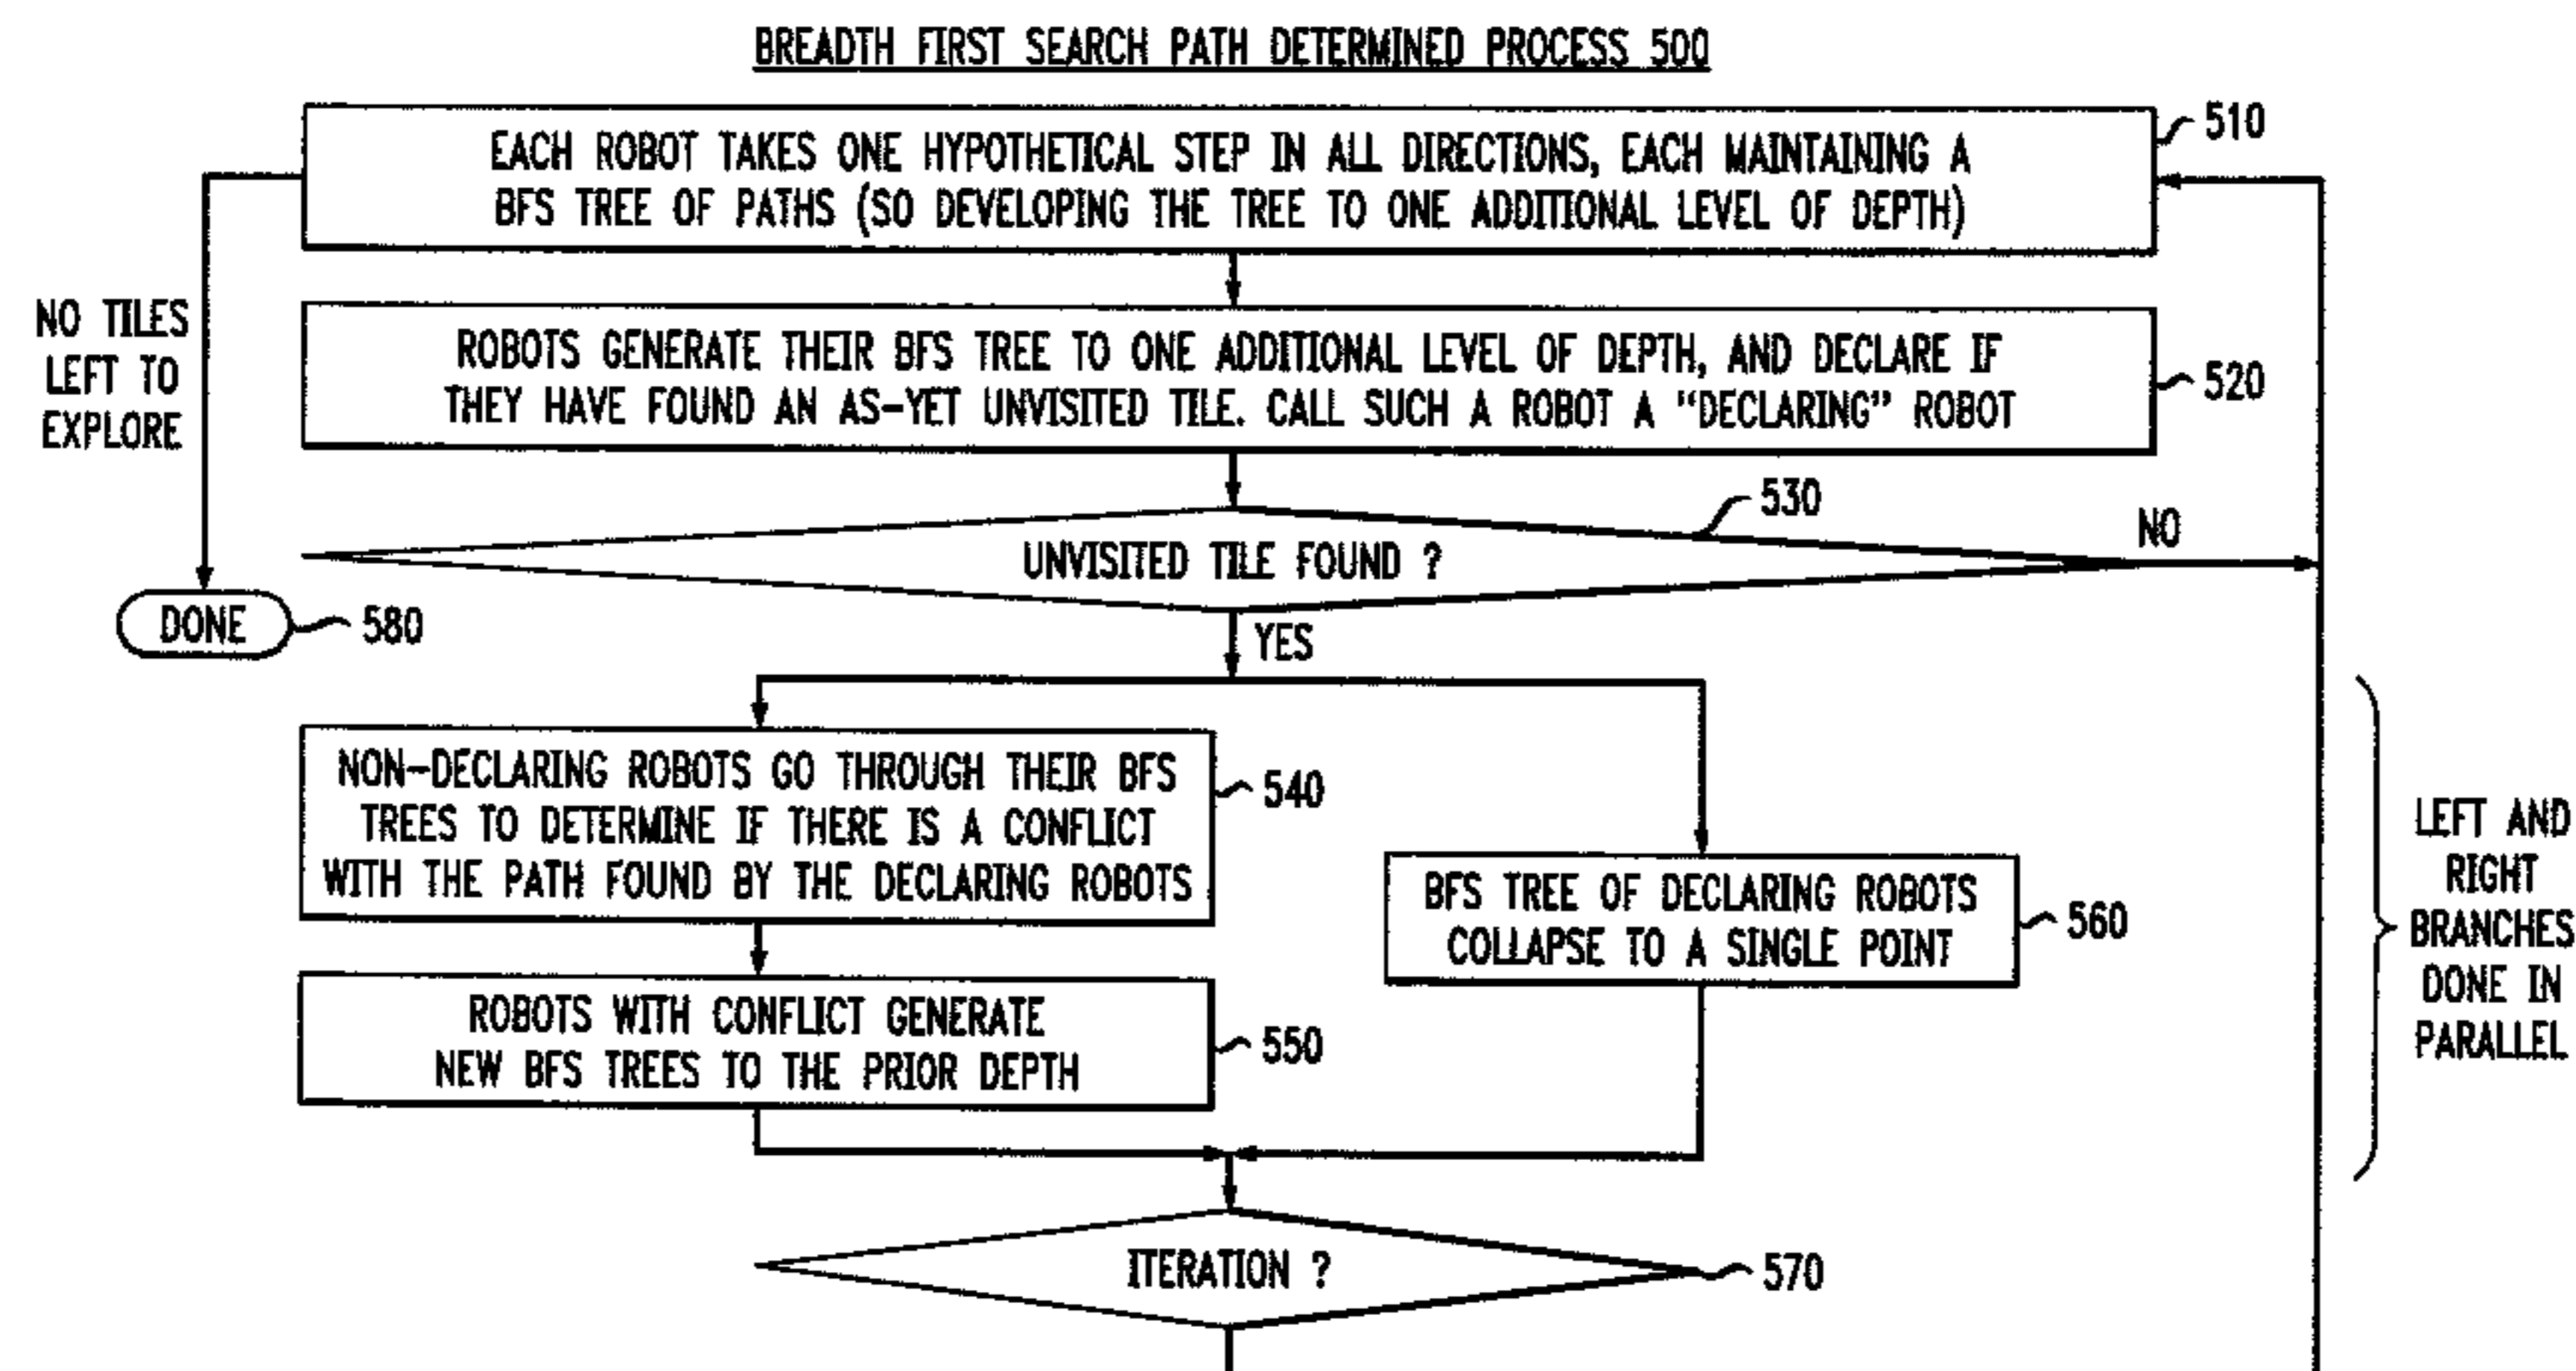 BREADTH FIRST SEARCH PATH DETERMINED PROCESS 500
EACH ROBOT TAKES ONE HYPOTHETICAL STEP IN ALL DIRECTIONS, EACH MAINTAINING A
BFS TREE OF PATHS (SO DEVELOPING THE TREE TO ONE ADDITIONAL LEVEL OF DEPTH)
510
NO TILES
LEFT TO
EXPLORE
ROBOTS GENERATE THEIR BFS TREE TO ONE ADDITIONAL LEVEL OF DEPTH, AND DECLARE IF
THEY HAVE FOUND AN AS-YET UNVISITED TILE. CALL SUCH A ROBOT A "DECLARING" ROBOT
520
UNVISITED TILE FOUND ?
530
NO
DONE
580
YES
NON-DECLARING ROBOTS GO THROUGH THEIR BFS
TREES TO DETERMINE IF THERE IS A CONFLICT
WITH THE PATH FOUND BY THE DECLARING ROBOTS
540
BFS TREE OF DECLARING ROBOTS
COLLAPSE TO A SINGLE POINT
560
LEFT AND
RIGHT
BRANCHES
DONE IN
PARALLEL
ROBOTS WITH CONFLICT GENERATE
NEW BFS TREES TO THE PRIOR DEPTH
550
ITERATION ?
570